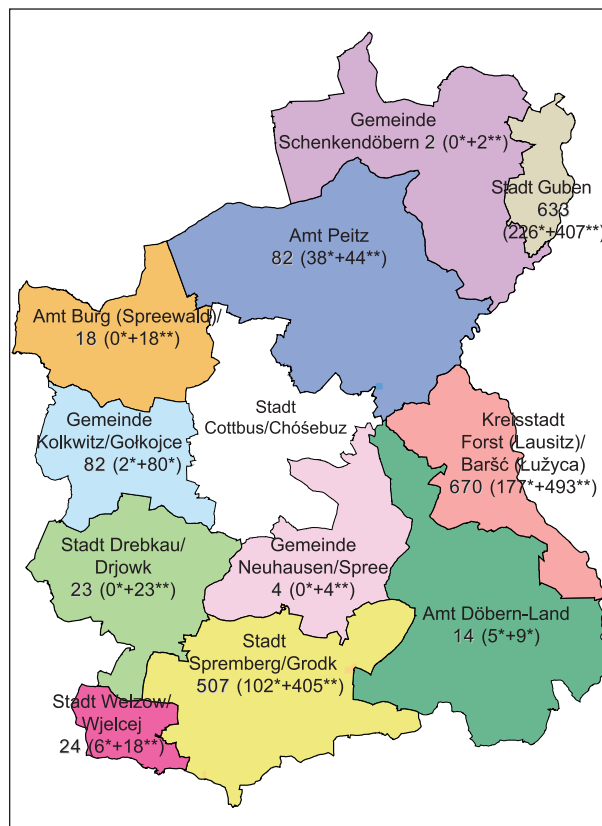 Gemeinde
Schenkendöbern 2 (0*+2**)
Stadt Guben
633
(226*+407**)
Amt Peitz
82 (38*+44**)
Amt Burg (Spreewald)/
18 (0*+18**)
Stadt
Cottbus/Chóśebuz
Gemeinde
Kolkwitz/Gołkojce
82 (2*+80*)
Kreisstadt
Forst (Lausitz)/
Baršć (Łužyca)
670 (177*+493**)
Stadt Drebkau/
Drjowk
23 (0*+23**)
Gemeinde
Neuhausen/Spree
4 (0*+4**)
Amt Döbern-Land
14 (5*+9*)
Stadt
Spremberg/Grodk
507 (102*+405**)
Stadt Welzow/
Wjelcej
24 (6*+18**)